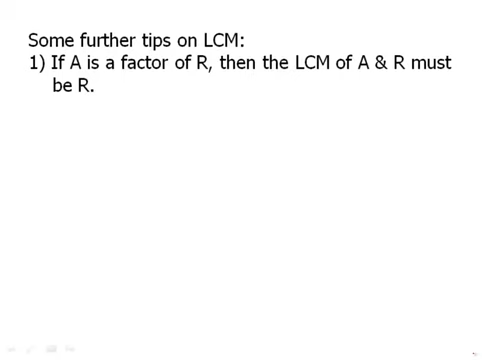 Some further tips on LCM:
1) If A is a factor of R, then the LCM of A & R must
be R.